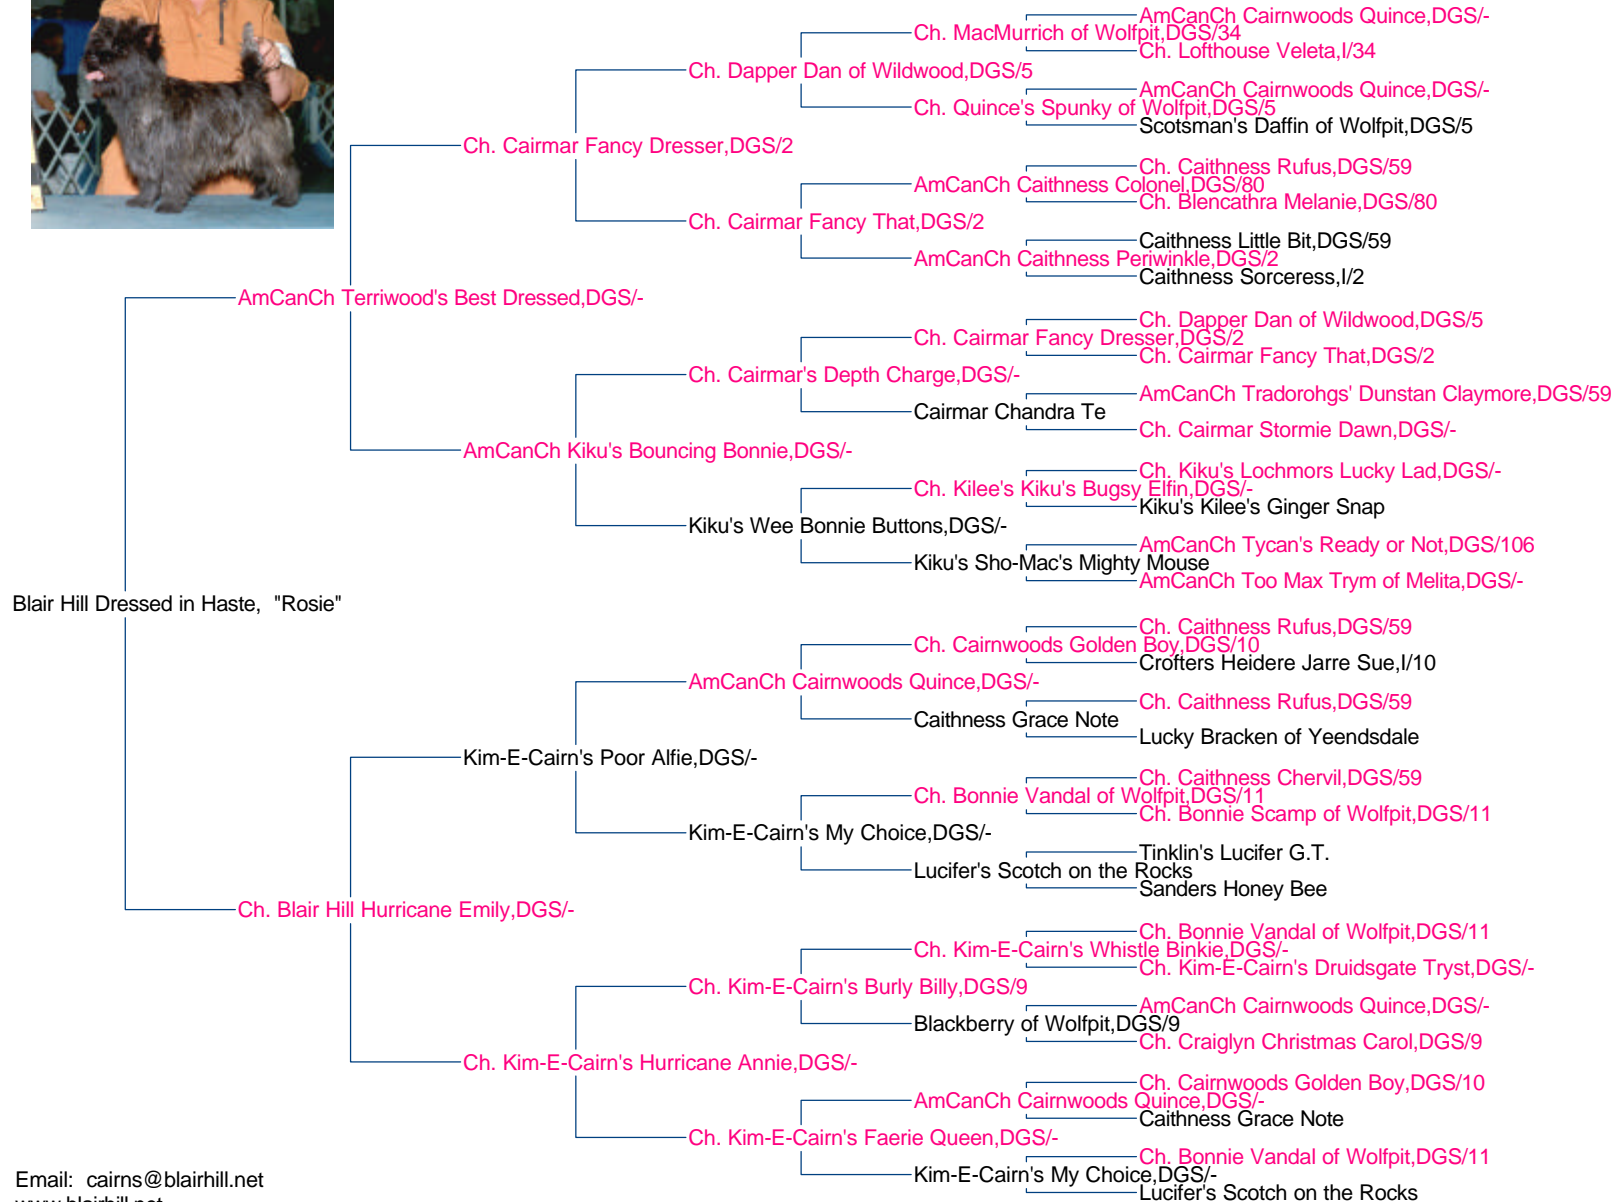 AmCanCh Cairnwoods Quince,DGS/-
Ch. MacMurrich of Wolfpit,DGS/34
Ch. Lofthouse Veleta,I/34
Ch. Dapper Dan of Wildwood,DGS/5
AmCanCh Cairnwoods Quince,DGS/-
Ch. Quince's Spunky of Wolfpit,DGS/5
Scotsman's Daffin of Wolfpit,DGS/5
Ch. Cairmar Fancy Dresser,DGS/2
Ch. Caithness Rufus,DGS/59
AmCanCh Caithness Colonel,DGS/80
Ch. Blencathra Melanie,DGS/80
Ch. Cairmar Fancy That,DGS/2
Caithness Little Bit,DGS/59
AmCanCh Caithness Periwinkle,DGS/2
Caithness Sorceress,I/2
AmCanCh Terriwood's Best Dressed,DGS/-
Ch. Dapper Dan of Wildwood,DGS/5
Ch. Cairmar Fancy Dresser,DGS/2
Ch. Cairmar Fancy That,DGS/2
Ch. Cairmar's Depth Charge,DGS/-
AmCanCh Tradorohgs' Dunstan Claymore,DGS/59
Cairmar Chandra Te
Ch. Cairmar Stormie Dawn,DGS/-
AmCanCh Kiku's Bouncing Bonnie,DGS/-
Ch. Kiku's Lochmors Lucky Lad,DGS/-
Ch. Kilee's Kiku's Bugsy Elfin,DGS/-
Kiku's Kilee's Ginger Snap
Kiku's Wee Bonnie Buttons,DGS/-
AmCanCh Tycan's Ready or Not,DGS/106
Kiku's Sho-Mac's Mighty Mouse
AmCanCh Too Max Trym of Melita,DGS/-
Blair Hill Dressed in Haste,  "Rosie"
Ch. Caithness Rufus,DGS/59
Ch. Cairnwoods Golden Boy,DGS/10
Crofters Heidere Jarre Sue,I/10
AmCanCh Cairnwoods Quince,DGS/-
Ch. Caithness Rufus,DGS/59
Caithness Grace Note
Lucky Bracken of Yeendsdale
Kim-E-Cairn's Poor Alfie,DGS/-
Ch. Caithness Chervil,DGS/59
Ch. Bonnie Vandal of Wolfpit,DGS/11
Ch. Bonnie Scamp of Wolfpit,DGS/11
Kim-E-Cairn's My Choice,DGS/-
Tinklin's Lucifer G.T.
Lucifer's Scotch on the Rocks
Sanders Honey Bee
Ch. Blair Hill Hurricane Emily,DGS/-
Ch. Bonnie Vandal of Wolfpit,DGS/11
Ch. Kim-E-Cairn's Whistle Binkie,DGS/-
Ch. Kim-E-Cairn's Druidsgate Tryst,DGS/-
Ch. Kim-E-Cairn's Burly Billy,DGS/9
AmCanCh Cairnwoods Quince,DGS/-
Blackberry of Wolfpit,DGS/9
Ch. Craiglyn Christmas Carol,DGS/9
Ch. Kim-E-Cairn's Hurricane Annie,DGS/-
Ch. Cairnwoods Golden Boy,DGS/10
AmCanCh Cairnwoods Quince,DGS/-
Caithness Grace Note
Ch. Kim-E-Cairn's Faerie Queen,DGS/-
Ch. Bonnie Vandal of Wolfpit,DGS/11
Kim-E-Cairn's My Choice,DGS/-
Lucifer's Scotch on the Rocks
Email:  cairns@blairhill.net
www.blairhill.net